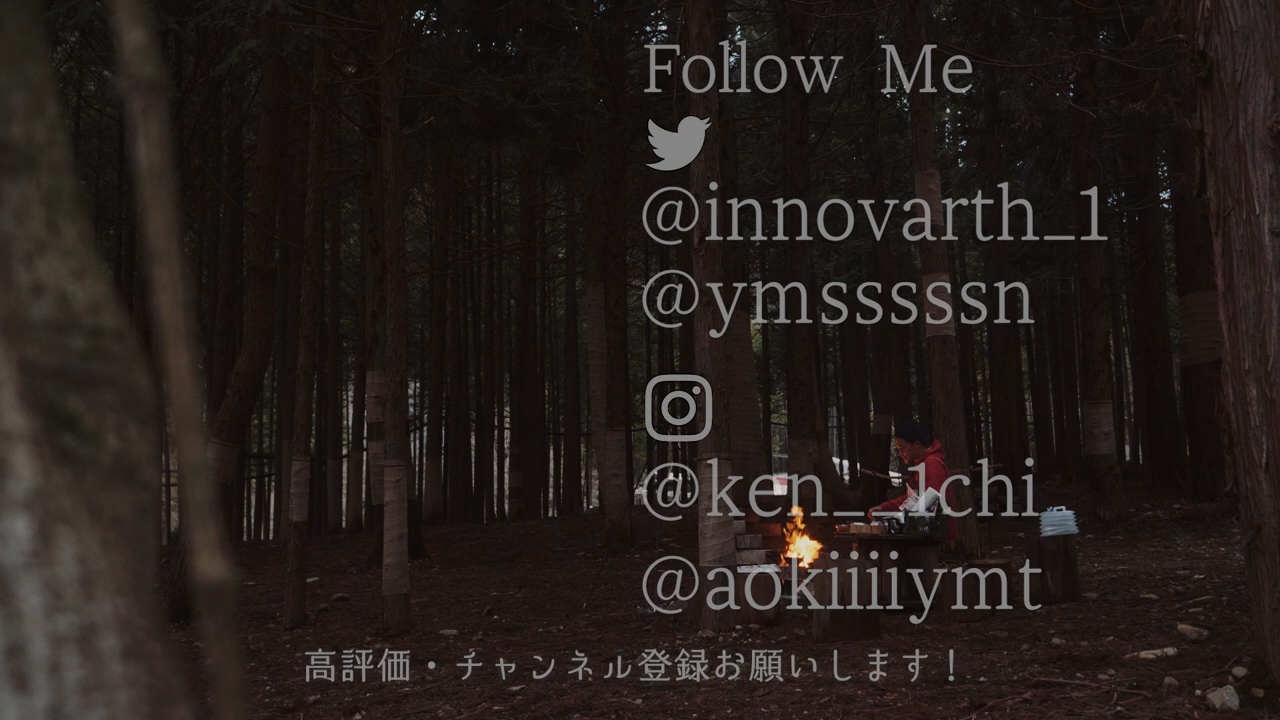 Follow Me
@innovarth_1
@ymsssssn
@ken__1chi
@aokiiiiymt
高評価・チャンネル登録お願いします！